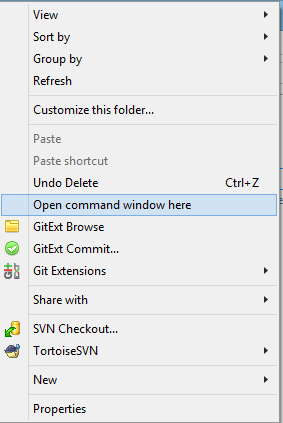 View
Sort by
Group by
Refresh
Customize this folder...
Paste
Paste shortcut
Undo Delete Ctrl+Z
Open command window here
GitExt Browse
GitExt Commit...
Git Extensions
Share with
SVN Checkout...
TortoiseSVN
New
Properties